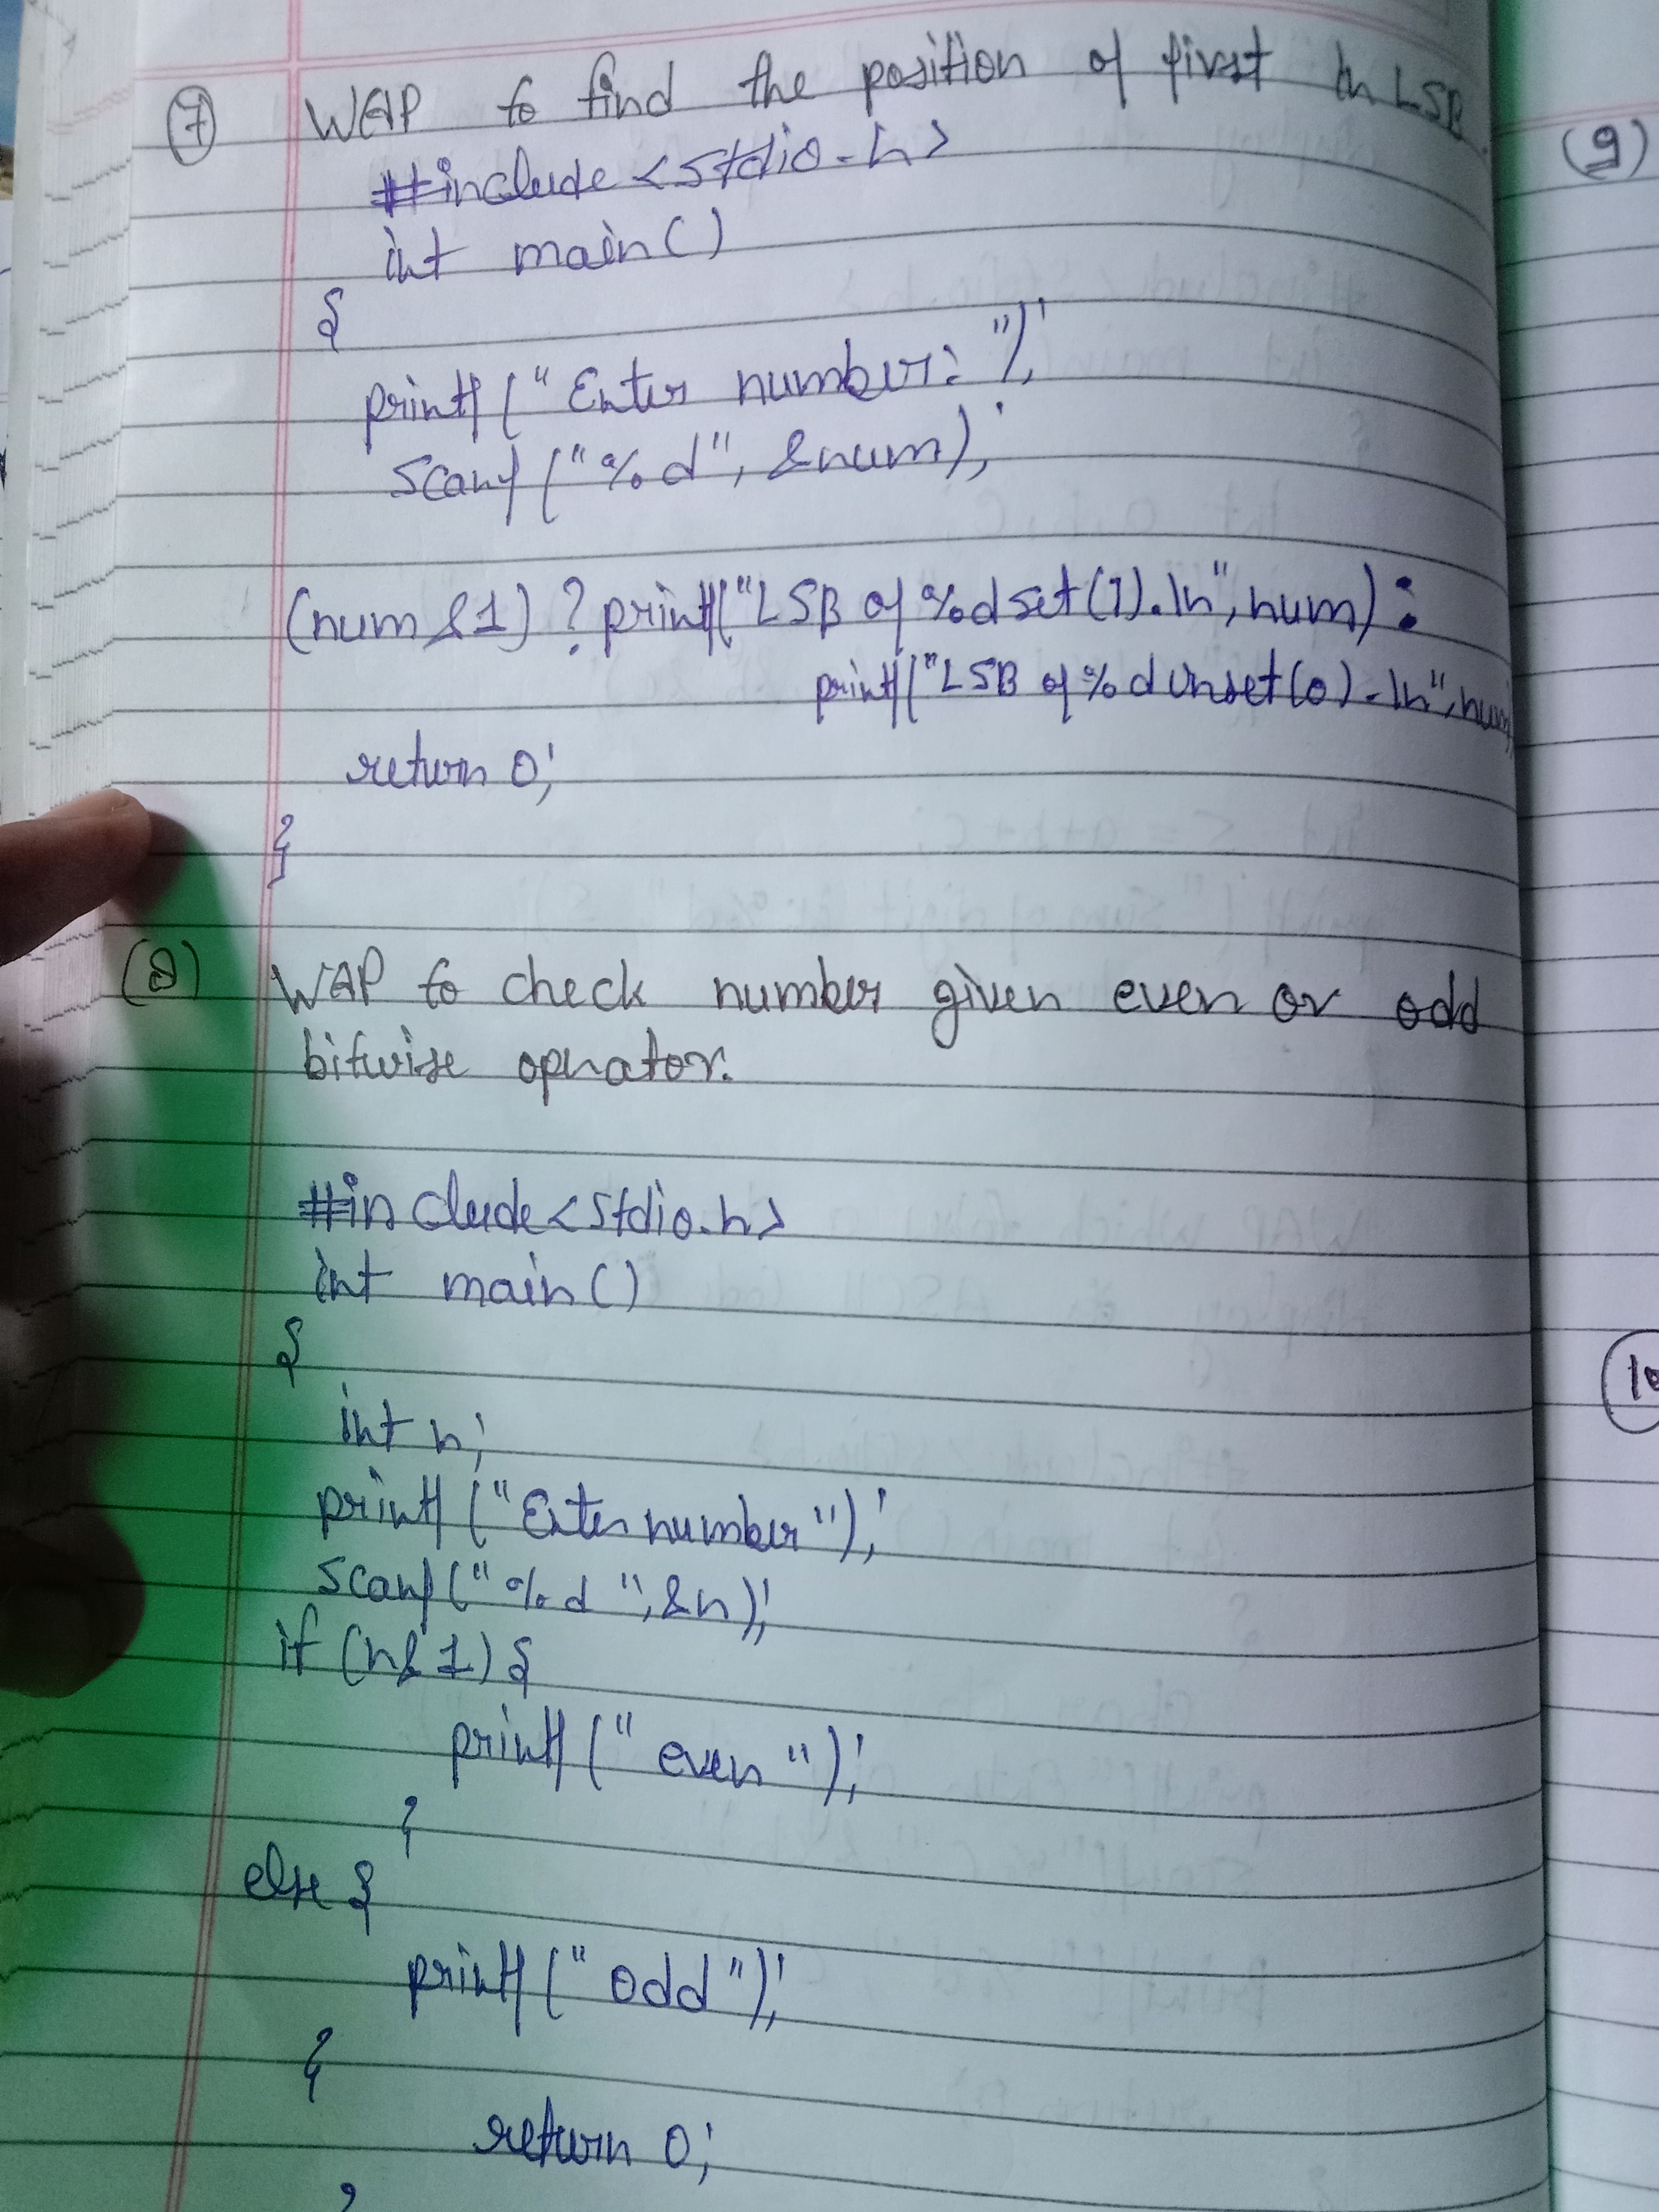 (7) WAP to find the position of first in LSB
#include<stdio.h>
int main()
{
printf("Enter number: ");
scanf("%d", &num);
(num&1) ? printf("LSB of %d set(1).\n", num) :
printf("LSB of %d unset(0).\n", num
return 0;
}
(8) WAP to check number given even or odd
bitwise oprator.
#include<stdio.h>
int main()
{
int n;
printf("Enter number");
scanf("%d", &n);
if (n&1){
printf("even");
}
else {
printf("odd");
}
return 0;
(9)
10